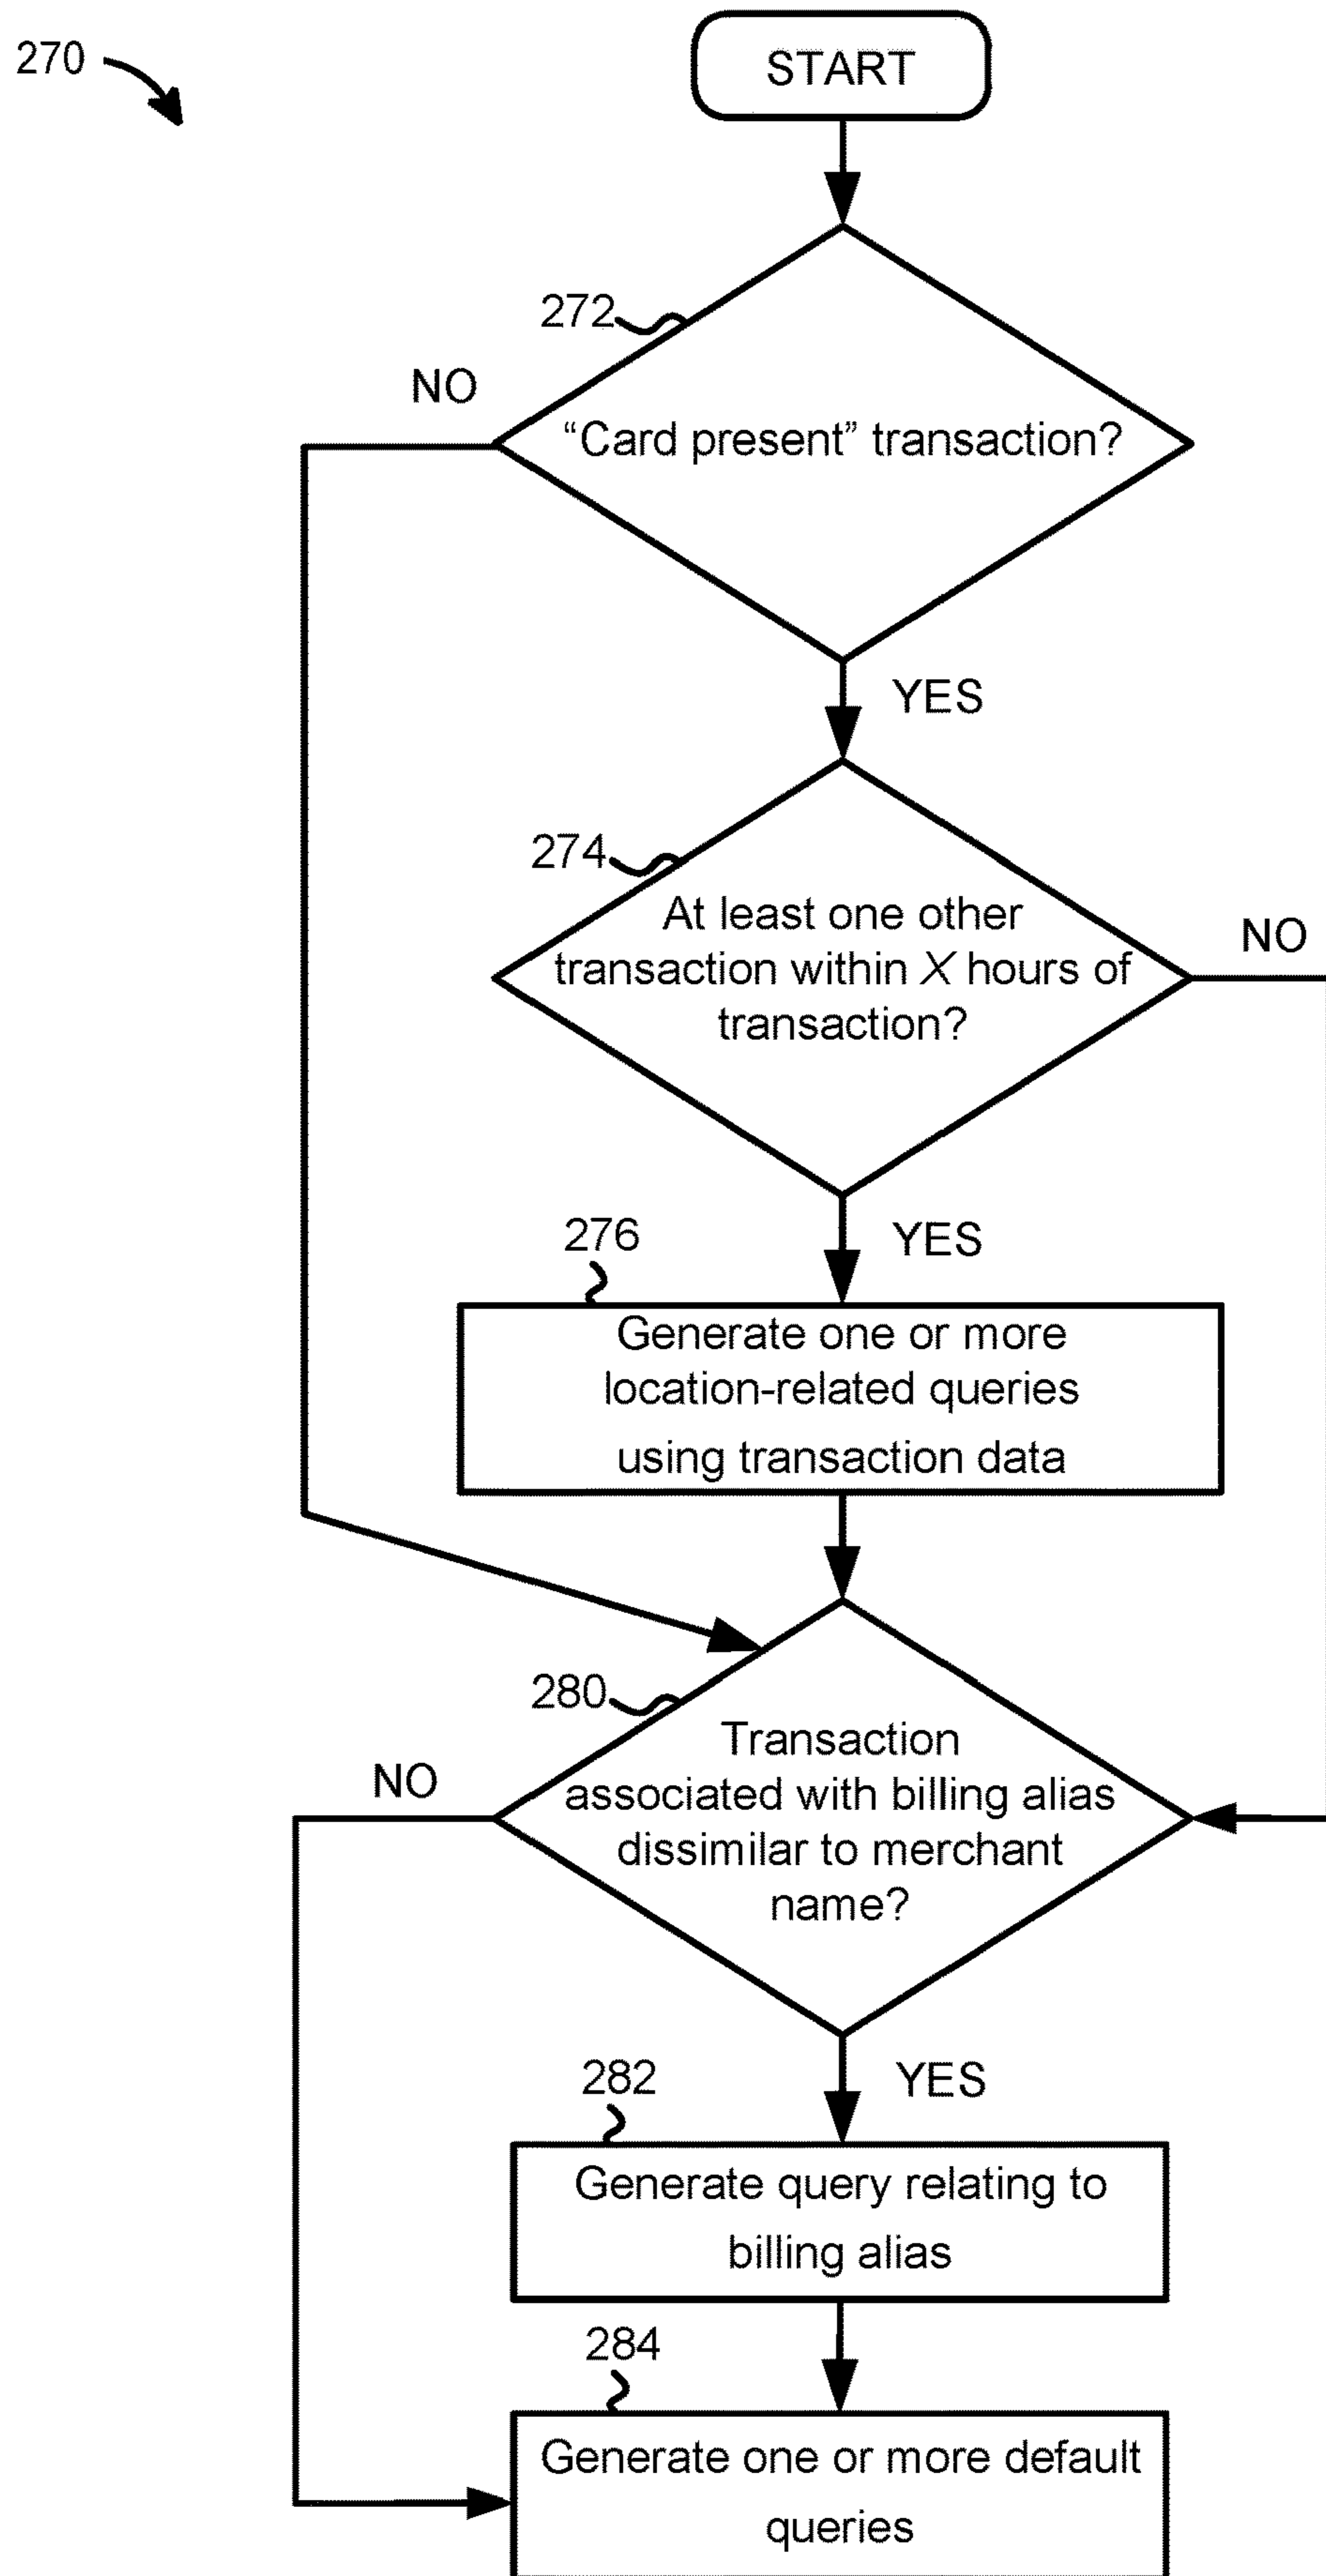 270
START
272
NO
“Card present” transaction?
YES
274
At least one other
NO
transaction within X hours of
transaction?
276
YES
Generate one or more
location-related queries
using transaction data
280
Transaction
NO
associated with billing alias
dissimilar to merchant
name?
282
YES
Generate query relating to
billing alias
284
Generate one or more default
queries